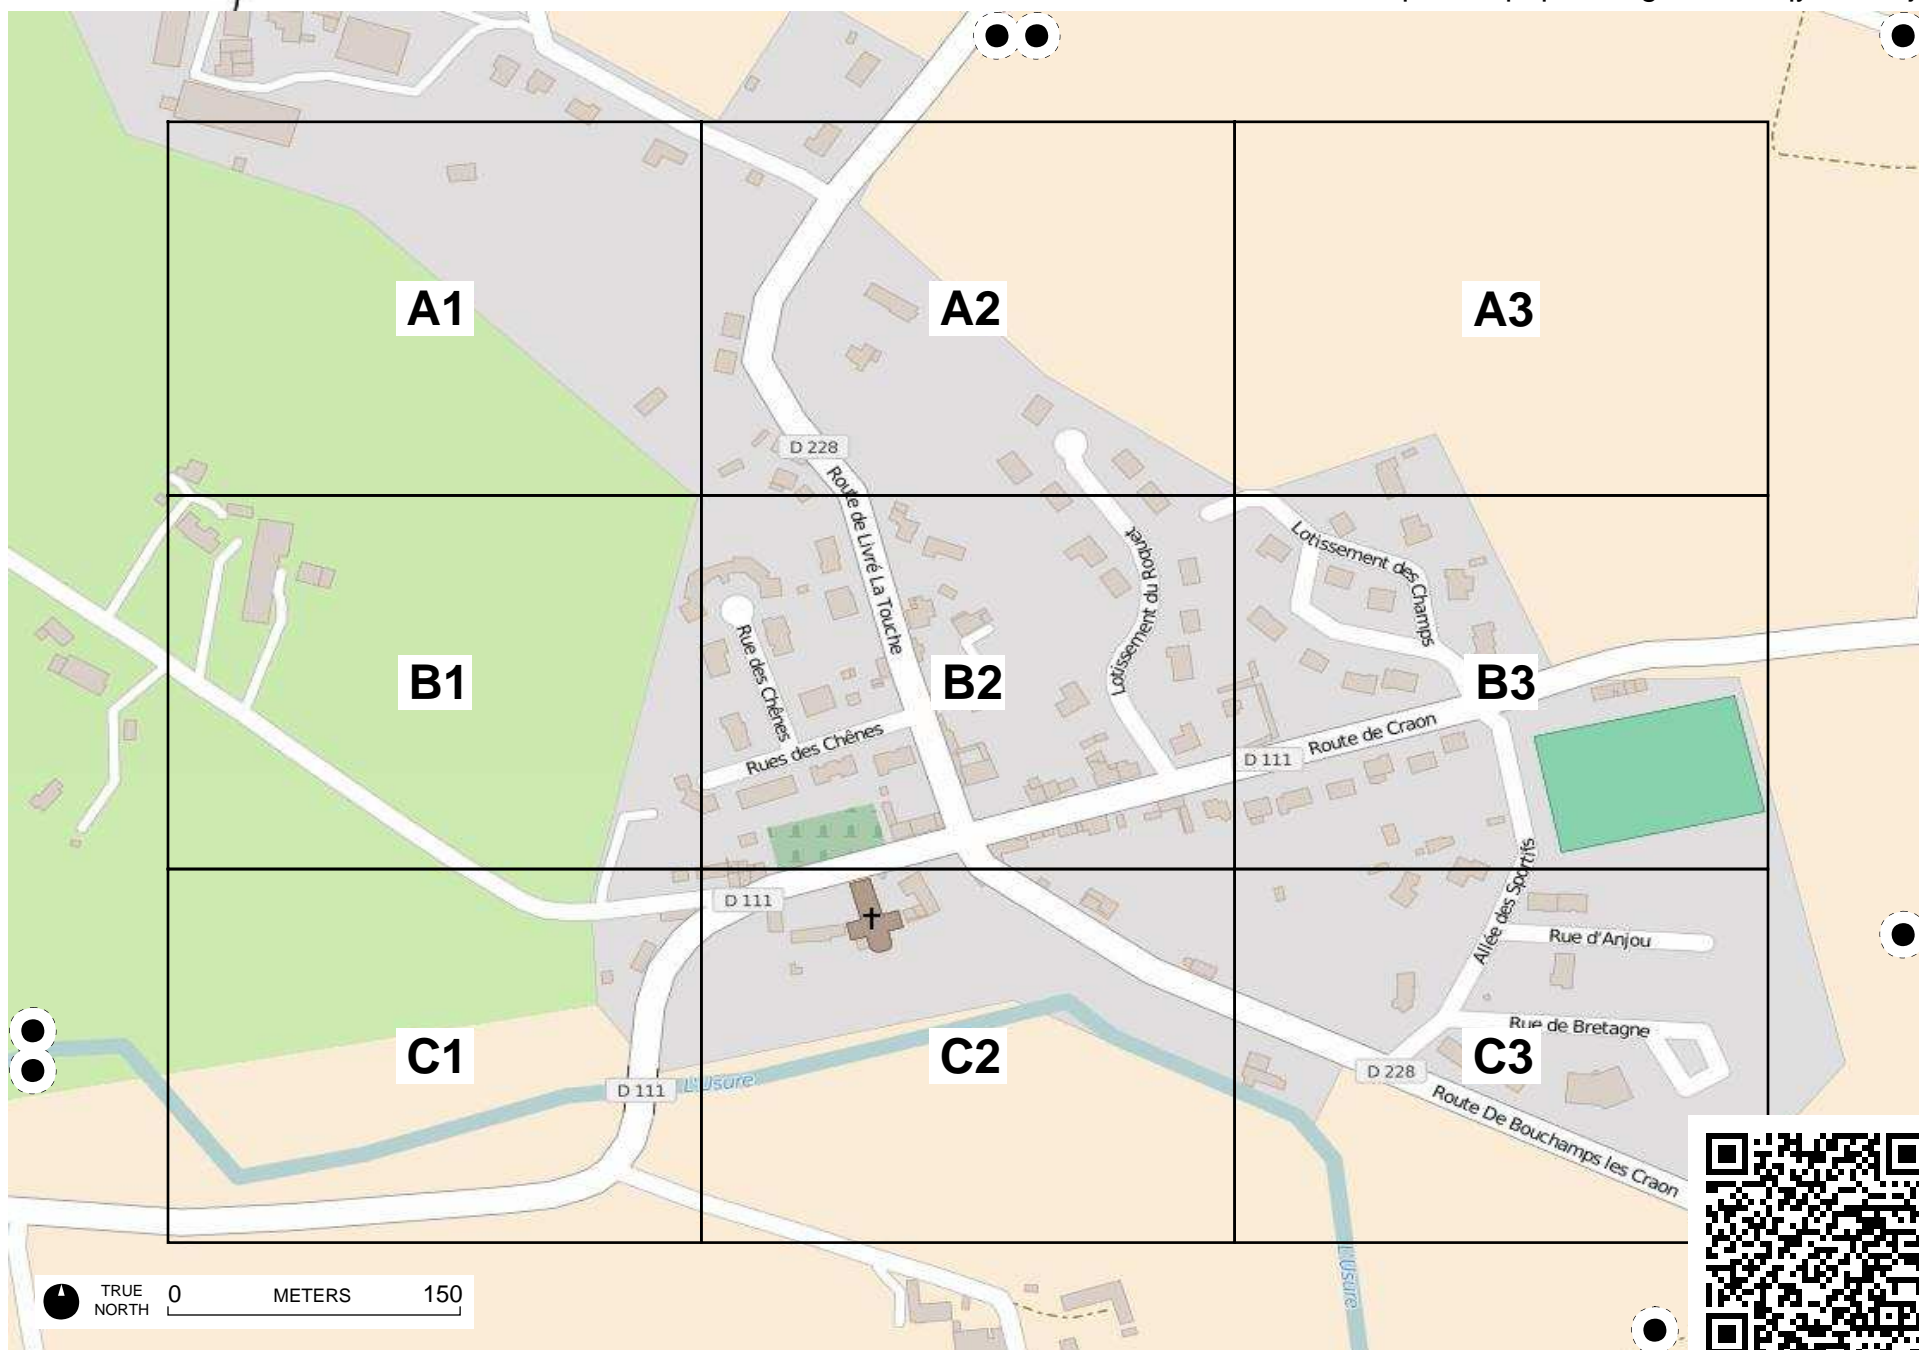 A1
A2
A3
D 228
Route de Livré La Touche
Lotissement du Roquet
Lotissement des Champs
Rue des Chênes
B1
B2
B3
Rues des Chênes
Route de Craon
D 111
Allée des Sportifs
D 111
Rue d'Anjou
Rue de Bretagne
C1
C2
C3
D 111
L'Usure
D 228
Route De Bouchamps les Craon
L'Usure
TRUE NORTH
0 METERS 150